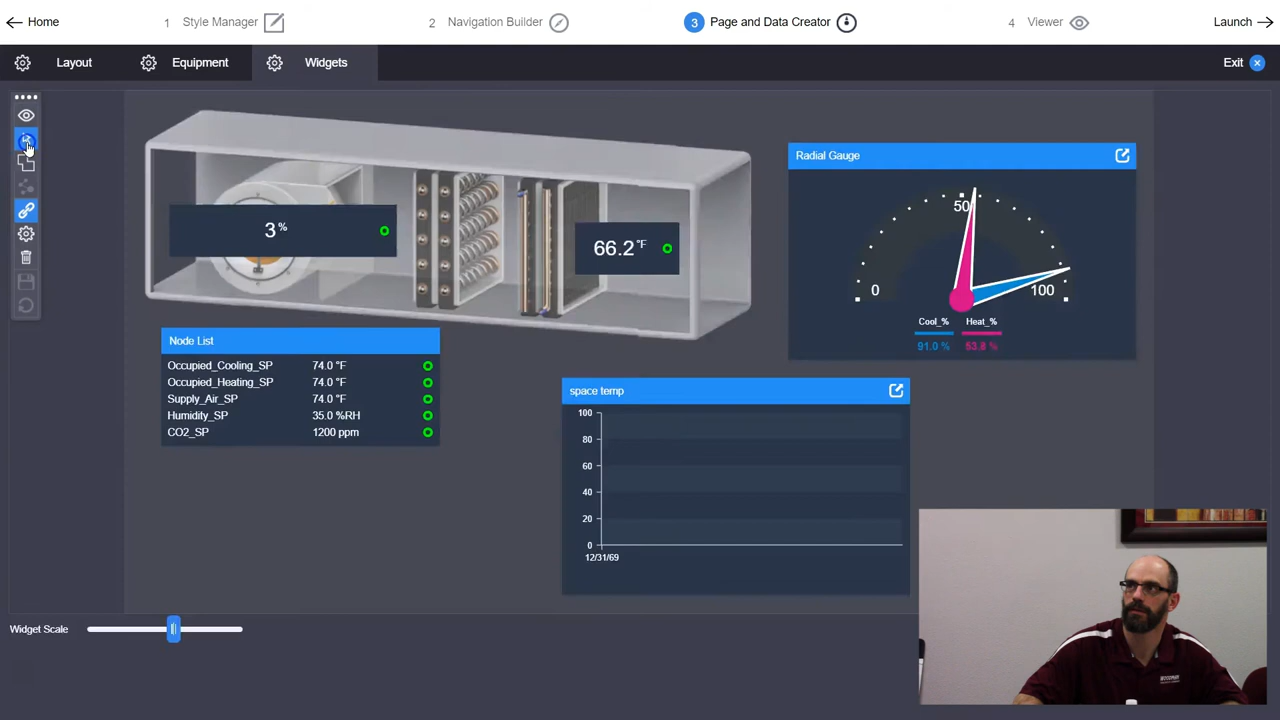 Home
1 Style Manager
2 Navigation Builder
3 Page and Data Creator
4 Viewer
Launch
Layout
Equipment
Widgets
Exit
Radial Gauge
50
3 %
66.2 °F
0
100
Cool_%
Heat_%
91.0 %
53.8 %
Node List
Occupied_Cooling_SP 74.0 °F
Occupied_Heating_SP 74.0 °F
Supply_Air_SP 74.0 °F
Humidity_SP 35.0 %RH
CO2_SP 1200 ppm
space temp
100
80
60
40
20
0
12/31/69
Widget Scale